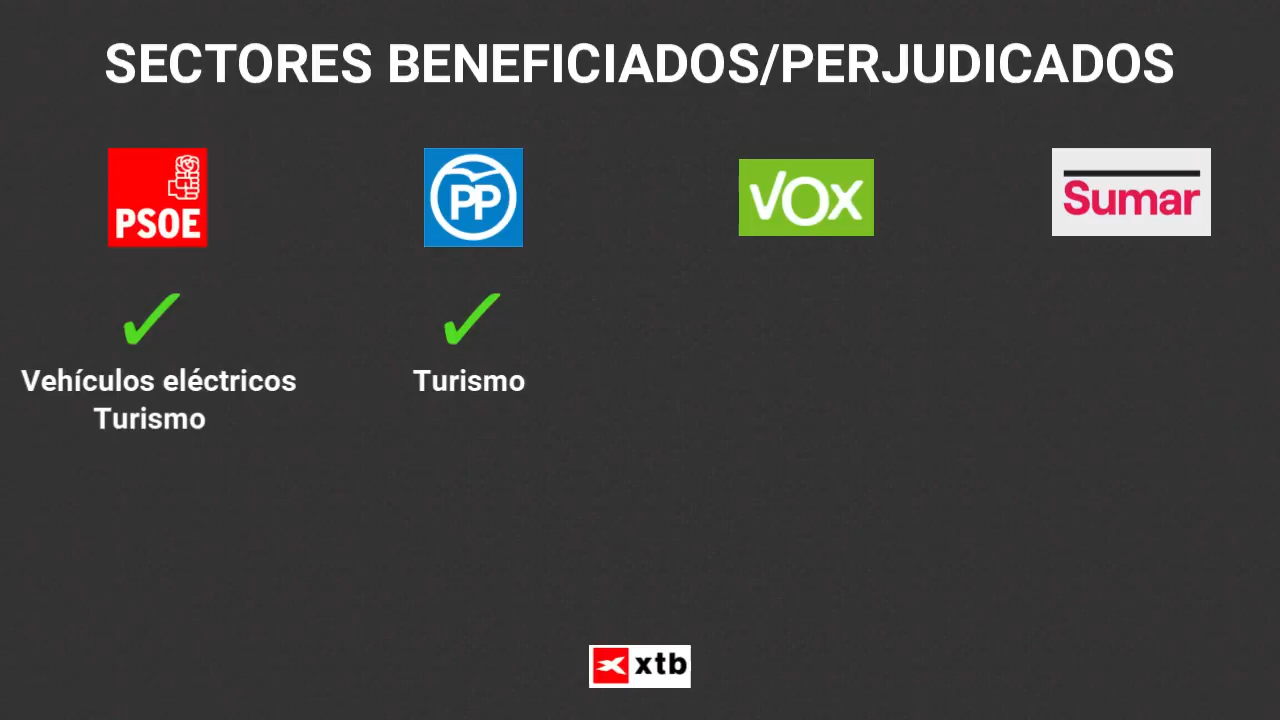 SECTORES BENEFICIADOS/PERJUDICADOS
PSOE
PP
VOX
Sumar
Vehículos eléctricos
Turismo
Turismo
xtb